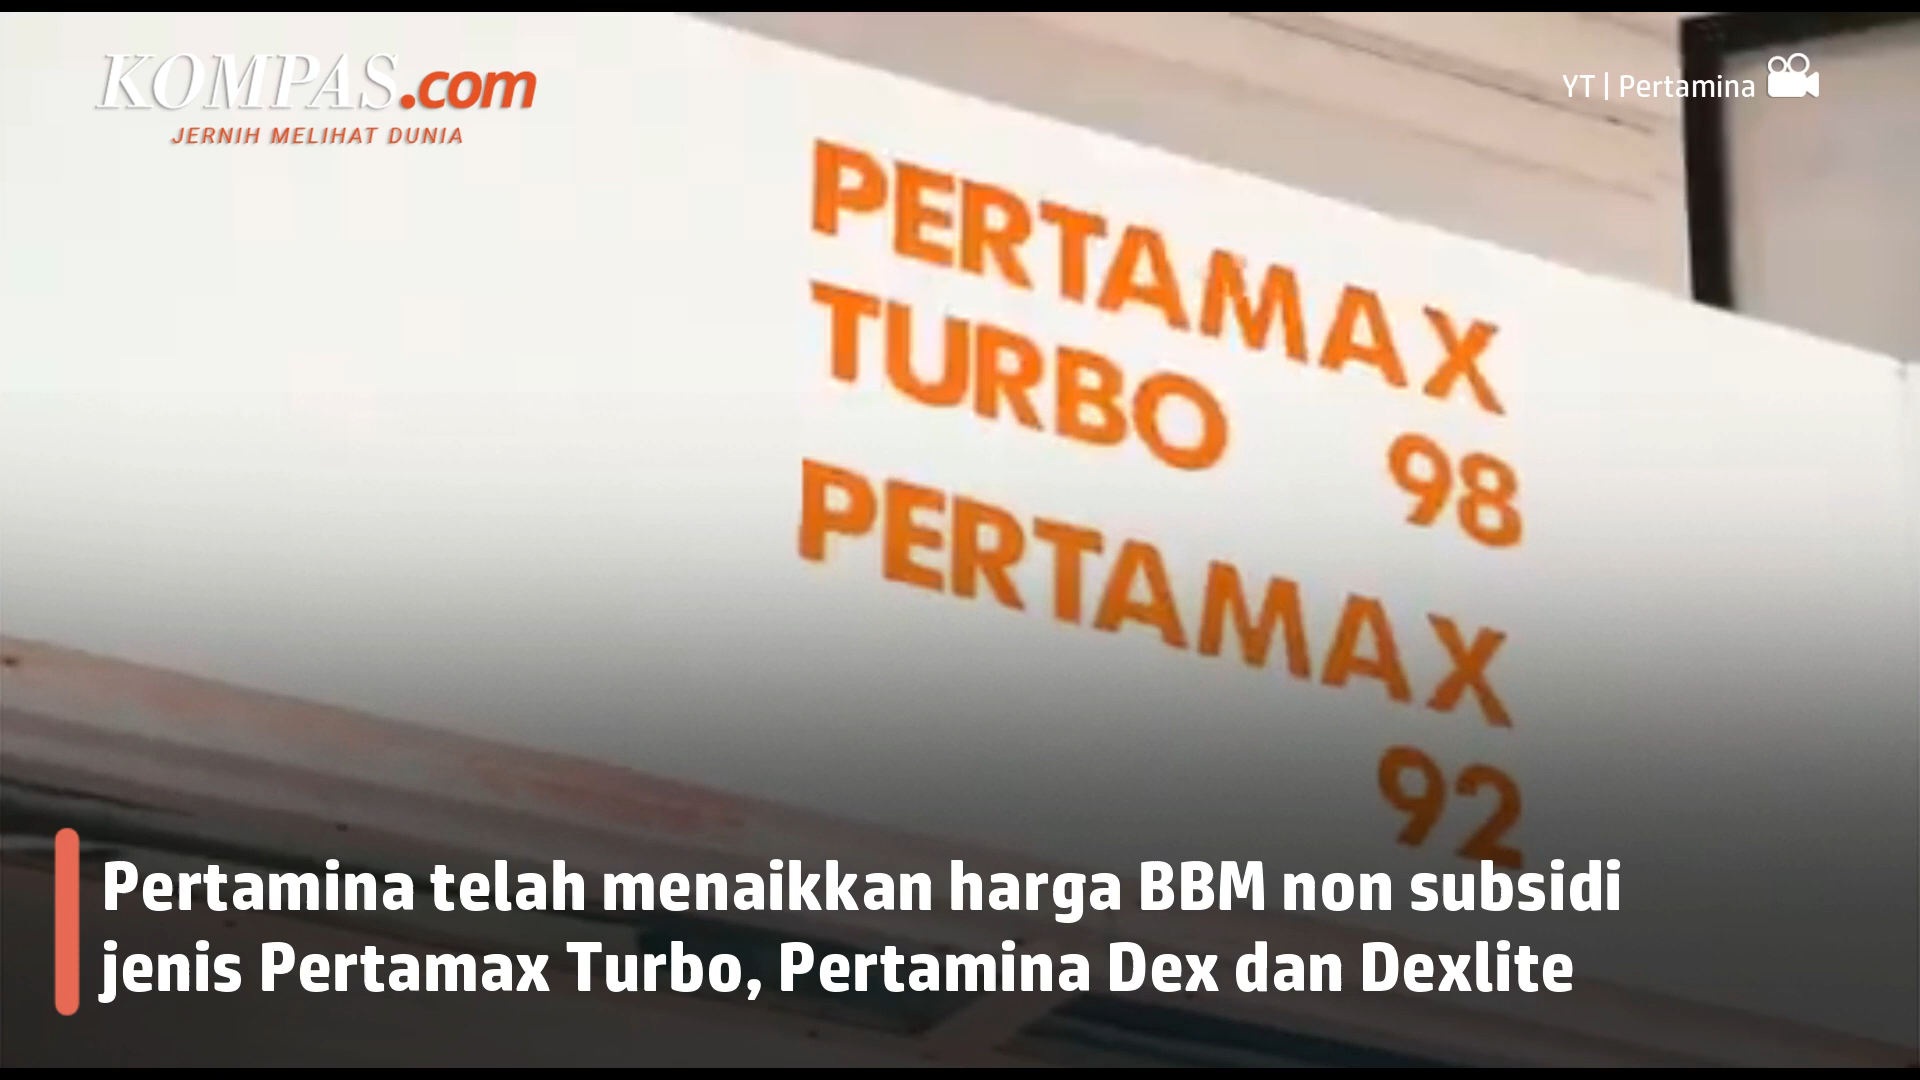 KOMPAS.com
JERNIH MELIHAT DUNIA
YT | Pertamina
PERTAMAX
TURBO 98
PERTAMAX
92
Pertamina telah menaikkan harga BBM non subsidi
jenis Pertamax Turbo, Pertamina Dex dan Dexlite